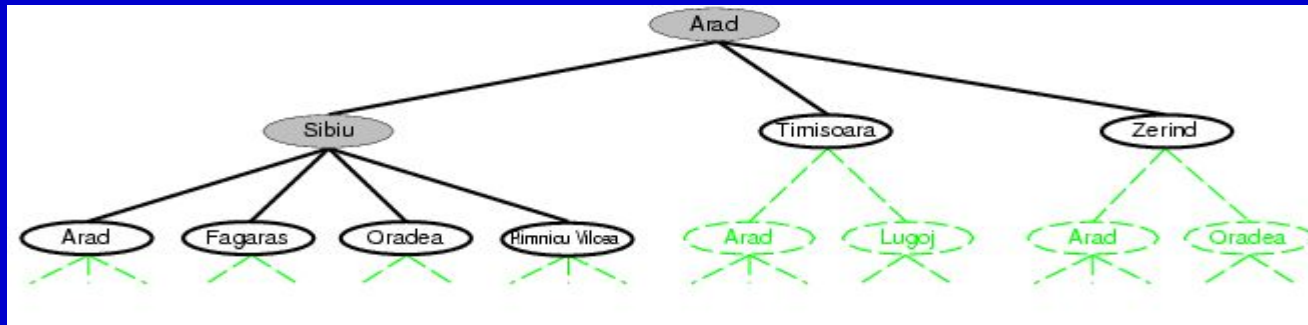 Arad
Sibiu Timisoara Zerind
Arad Fagaras Oradea Rimnicu Vilcea Arad Lugoj Arad Oradea